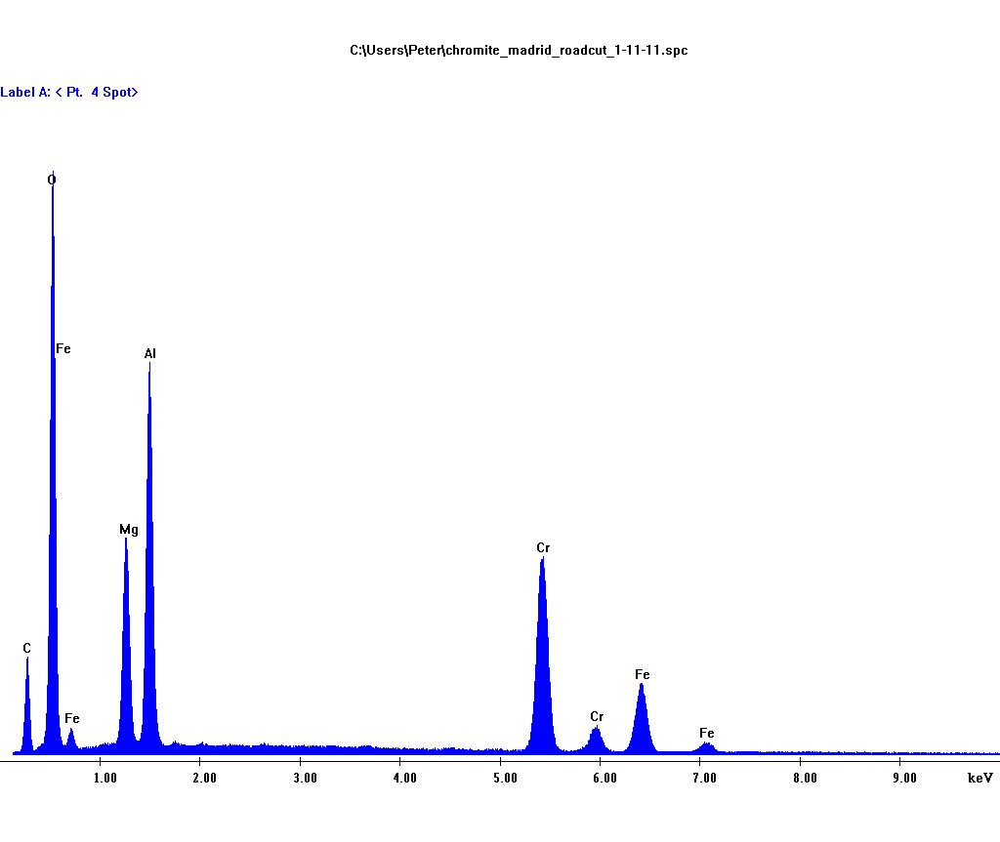 C:\Users\Peter\chromite_madrid_roadcut_1-11-11.spc
Label A: < Pt.  4 Spot>
O
Fe
Al
Mg
Cr
C
Fe
Fe
Cr
Fe
1.00 2.00 3.00 4.00 5.00 6.00 7.00 8.00 9.00 keV